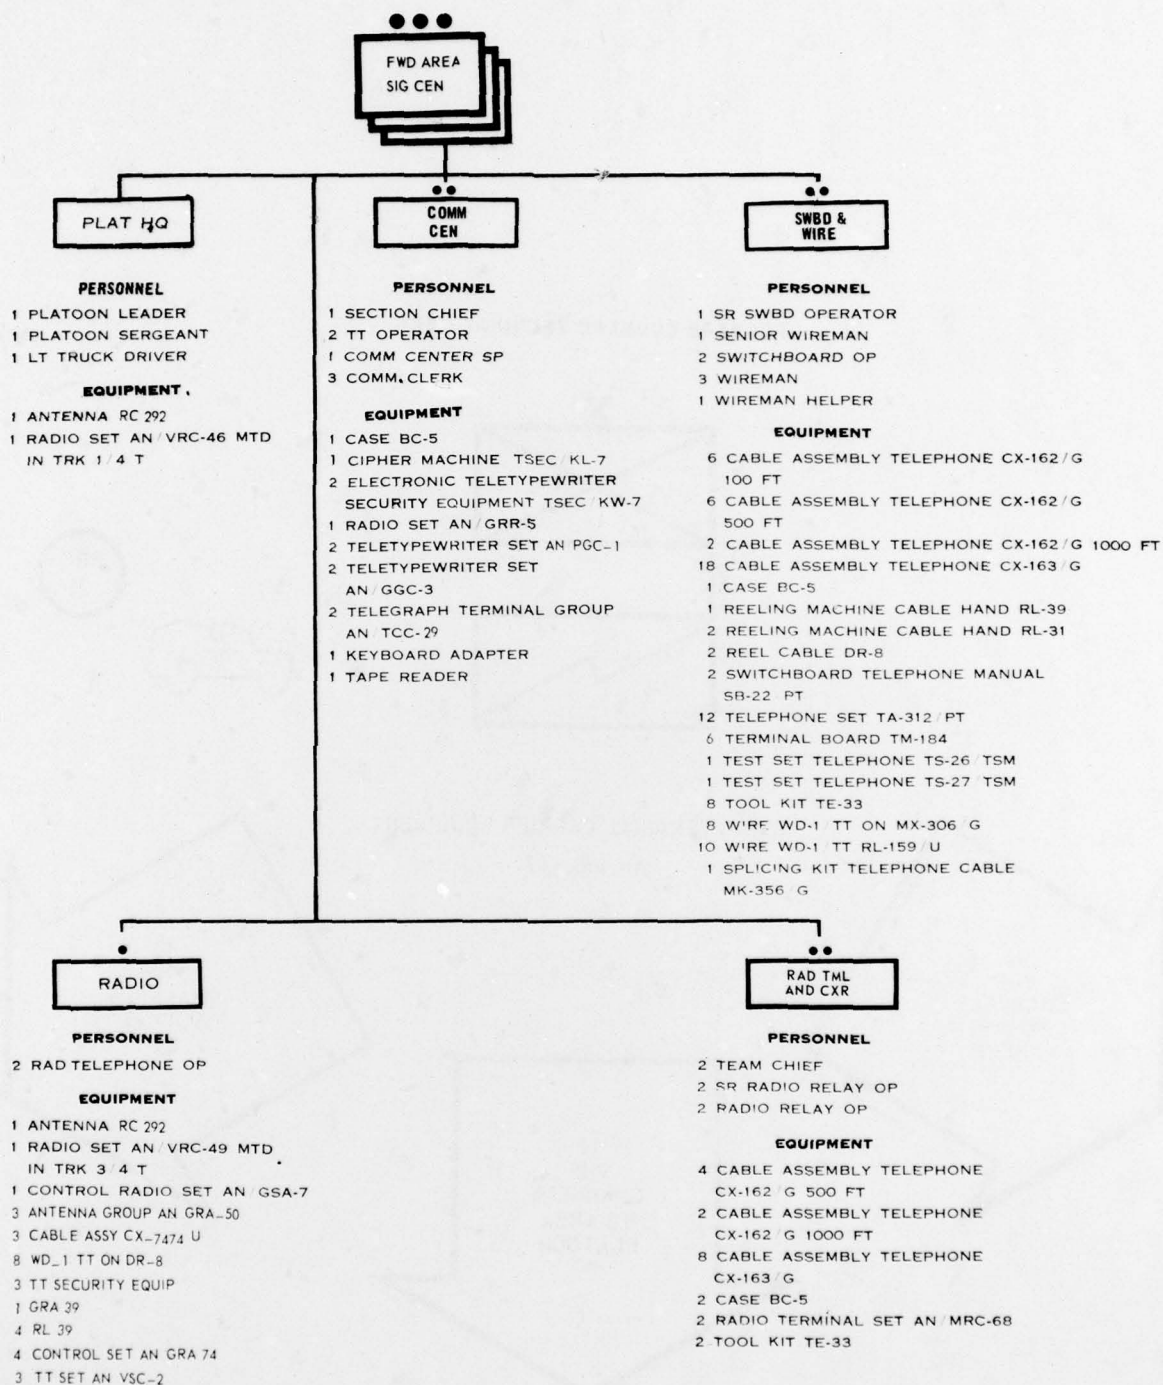 FWD AREA
SIG CEN
PLAT HQ
PERSONNEL
1 PLATOON LEADER
1 PLATOON SERGEANT
1 LT TRUCK DRIVER
EQUIPMENT.
1 ANTENNA RC 292
1 RADIO SET AN/VRC-46 MTD
IN TRK 1/4 T
COMM
CEN
PERSONNEL
1 SECTION CHIEF
2 TT OPERATOR
1 COMM CENTER SP
3 COMM. CLERK
EQUIPMENT
1 CASE BC-5
1 CIPHER MACHINE TSEC/KL-7
2 ELECTRONIC TELETYPEWRITER
SECURITY EQUIPMENT TSEC/KW-7
1 RADIO SET AN/GRR-5
2 TELETYPEWRITER SET AN PGC-1
2 TELETYPEWRITER SET
AN/GGC-3
2 TELEGRAPH TERMINAL GROUP
AN/TCC-29
1 KEYBOARD ADAPTER
1 TAPE READER
SWBD &
WIRE
PERSONNEL
1 SR SWBD OPERATOR
1 SENIOR WIREMAN
2 SWITCHBOARD OP
3 WIREMAN
1 WIREMAN HELPER
EQUIPMENT
6 CABLE ASSEMBLY TELEPHONE CX-162/G
100 FT
6 CABLE ASSEMBLY TELEPHONE CX-162/G
500 FT
2 CABLE ASSEMBLY TELEPHONE CX-162/G 1000 FT
18 CABLE ASSEMBLY TELEPHONE CX-163/G
1 CASE BC-5
1 REELING MACHINE CABLE HAND RL-39
2 REELING MACHINE CABLE HAND RL-31
2 REEL CABLE DR-8
2 SWITCHBOARD TELEPHONE MANUAL
SB-22 PT
12 TELEPHONE SET TA-312/PT
6 TERMINAL BOARD TM-184
1 TEST SET TELEPHONE TS-26/TSM
1 TEST SET TELEPHONE TS-27/TSM
8 TOOL KIT TE-33
8 WIRE WD-1/TT ON MX-306/G
10 WIRE WD-1/TT RL-159/U
1 SPLICING KIT TELEPHONE CABLE
MK-356 G
RADIO
PERSONNEL
2 RAD TELEPHONE OP
EQUIPMENT
1 ANTENNA RC 292
1 RADIO SET AN/VRC-49 MTD
IN TRK 3/4 T
1 CONTROL RADIO SET AN/GSA-7
3 ANTENNA GROUP AN GRA-50
3 CABLE ASSY CX-7474 U
8 WD-1 TT ON DR-8
3 TT SECURITY EQUIP
1 GRA 39
4 RL 39
4 CONTROL SET AN GRA 74
3 TT SET AN VSC-2
RAD TML
AND CXR
PERSONNEL
2 TEAM CHIEF
2 SR RADIO RELAY OP
2 RADIO RELAY OP
EQUIPMENT
4 CABLE ASSEMBLY TELEPHONE
CX-162/G 500 FT
2 CABLE ASSEMBLY TELEPHONE
CX-162/G 1000 FT
8 CABLE ASSEMBLY TELEPHONE
CX-163/G
2 CASE BC-5
2 RADIO TERMINAL SET AN/MRC-68
2 TOOL KIT TE-33